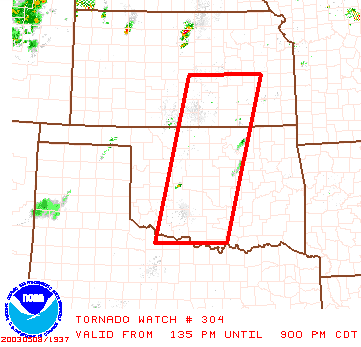 noaa
TORNADO WATCH # 304
20030508/1937
VALID FROM 135 PM UNTIL 900 PM CDT